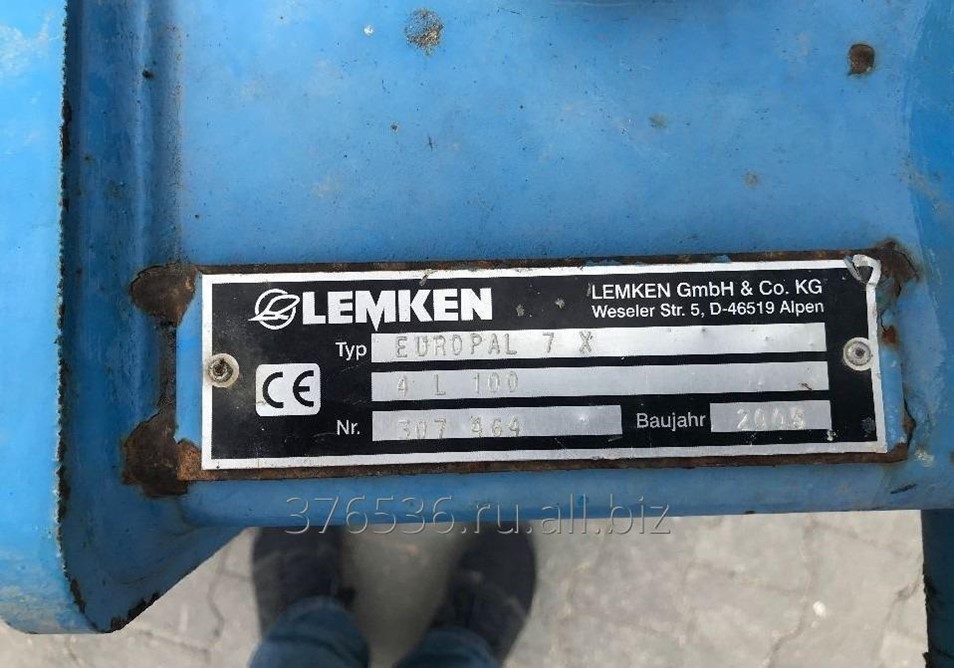 LEMKEN
LEMKEN GmbH & Co. KG
Weseler Str. 5, D-46519 Alpen
Typ EUROPAL 7 X
CE 4 L 100
Nr. 307 464 Baujahr
376536.ru.all.biz